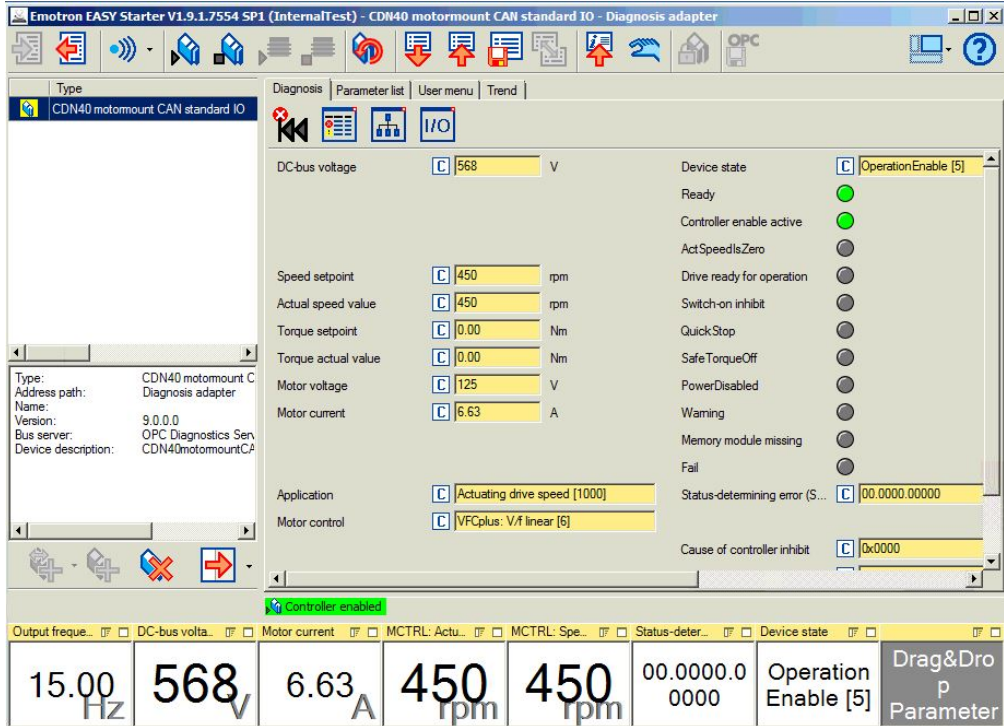 Emotron EASY Starter V1.9.1.7554 SP1 (InternalTest) - CDN40 motormount CAN standard IO - Diagnosis adapter
OPC
Type
CDN40 motormount CAN standard IO
Diagnosis Parameter list User menu Trend
I/O
DC-bus voltage C 568 V Device state C OperationEnable [5]
Ready
Controller enable active
ActSpeedIsZero
Speed setpoint C 450 rpm Drive ready for operation
Actual speed value C 450 rpm Switch-on inhibit
Torque setpoint C 0.00 Nm QuickStop
Torque actual value C 0.00 Nm SafeTorqueOff
Motor voltage C 125 V PowerDisabled
Motor current C 6.63 A Warning
Memory module missing
Fail
Application C Actuating drive speed [1000] Status-determining error (S... C 00.0000.00000
Motor control C VFCplus: V/f linear [6]
Cause of controller inhibit C 0x0000
Type: CDN40 motormount C
Address path: Diagnosis adapter
Name:
Version: 9.0.0.0
Bus server: OPC Diagnostics Serv
Device description: CDN40motormountCA
Controller enabled
Output freque... DC-bus volta... Motor current MCTRL: Actu... MCTRL: Spe... Status-deter... Device state
15.00 Hz 568 V 6.63 A 450 rpm 450 rpm 00.0000.0
0000 Operation
Enable [5] Drag&Dro
p
Parameter